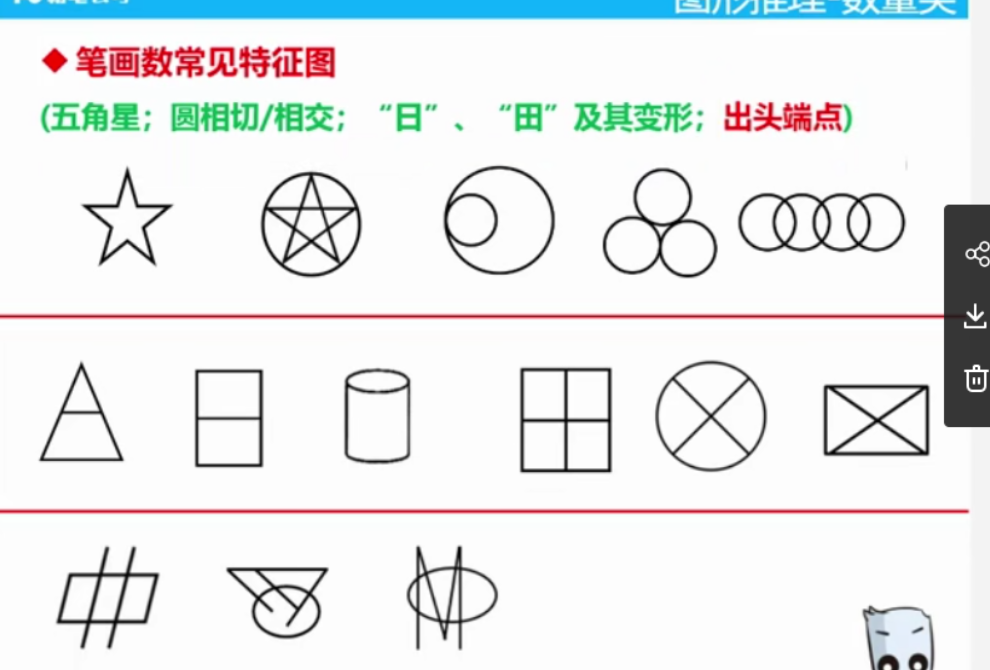 图形推理-数量类
◆ 笔画数常见特征图
(五角星；圆相切/相交；“日”、“田”及其变形；出头端点)